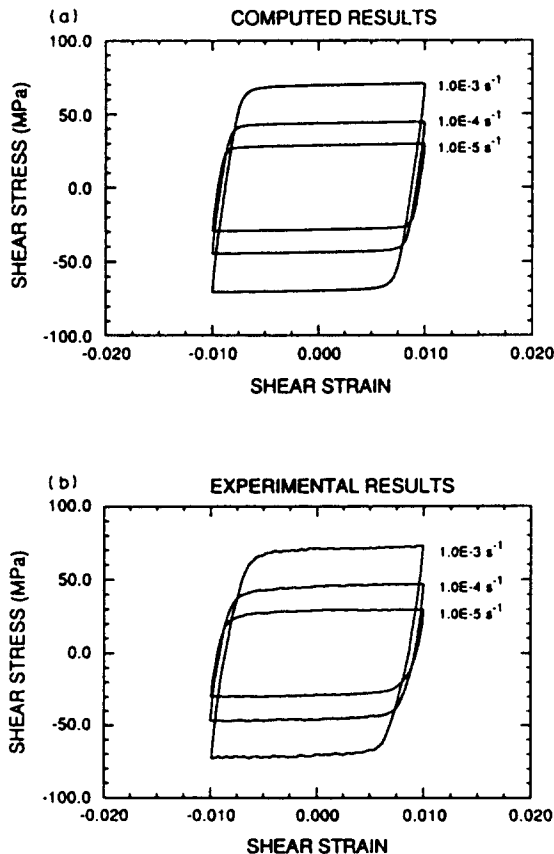 (a)
COMPUTED RESULTS
100.0
50.0
0.0
-50.0
-100.0
SHEAR STRESS (MPa)
1.0E-3 s⁻¹
1.0E-4 s⁻¹
1.0E-5 s⁻¹
-0.020
-0.010
0.000
0.010
0.020
SHEAR STRAIN
(b)
EXPERIMENTAL RESULTS
100.0
50.0
0.0
-50.0
-100.0
SHEAR STRESS (MPa)
1.0E-3 s⁻¹
1.0E-4 s⁻¹
1.0E-5 s⁻¹
-0.020
-0.010
0.000
0.010
0.020
SHEAR STRAIN